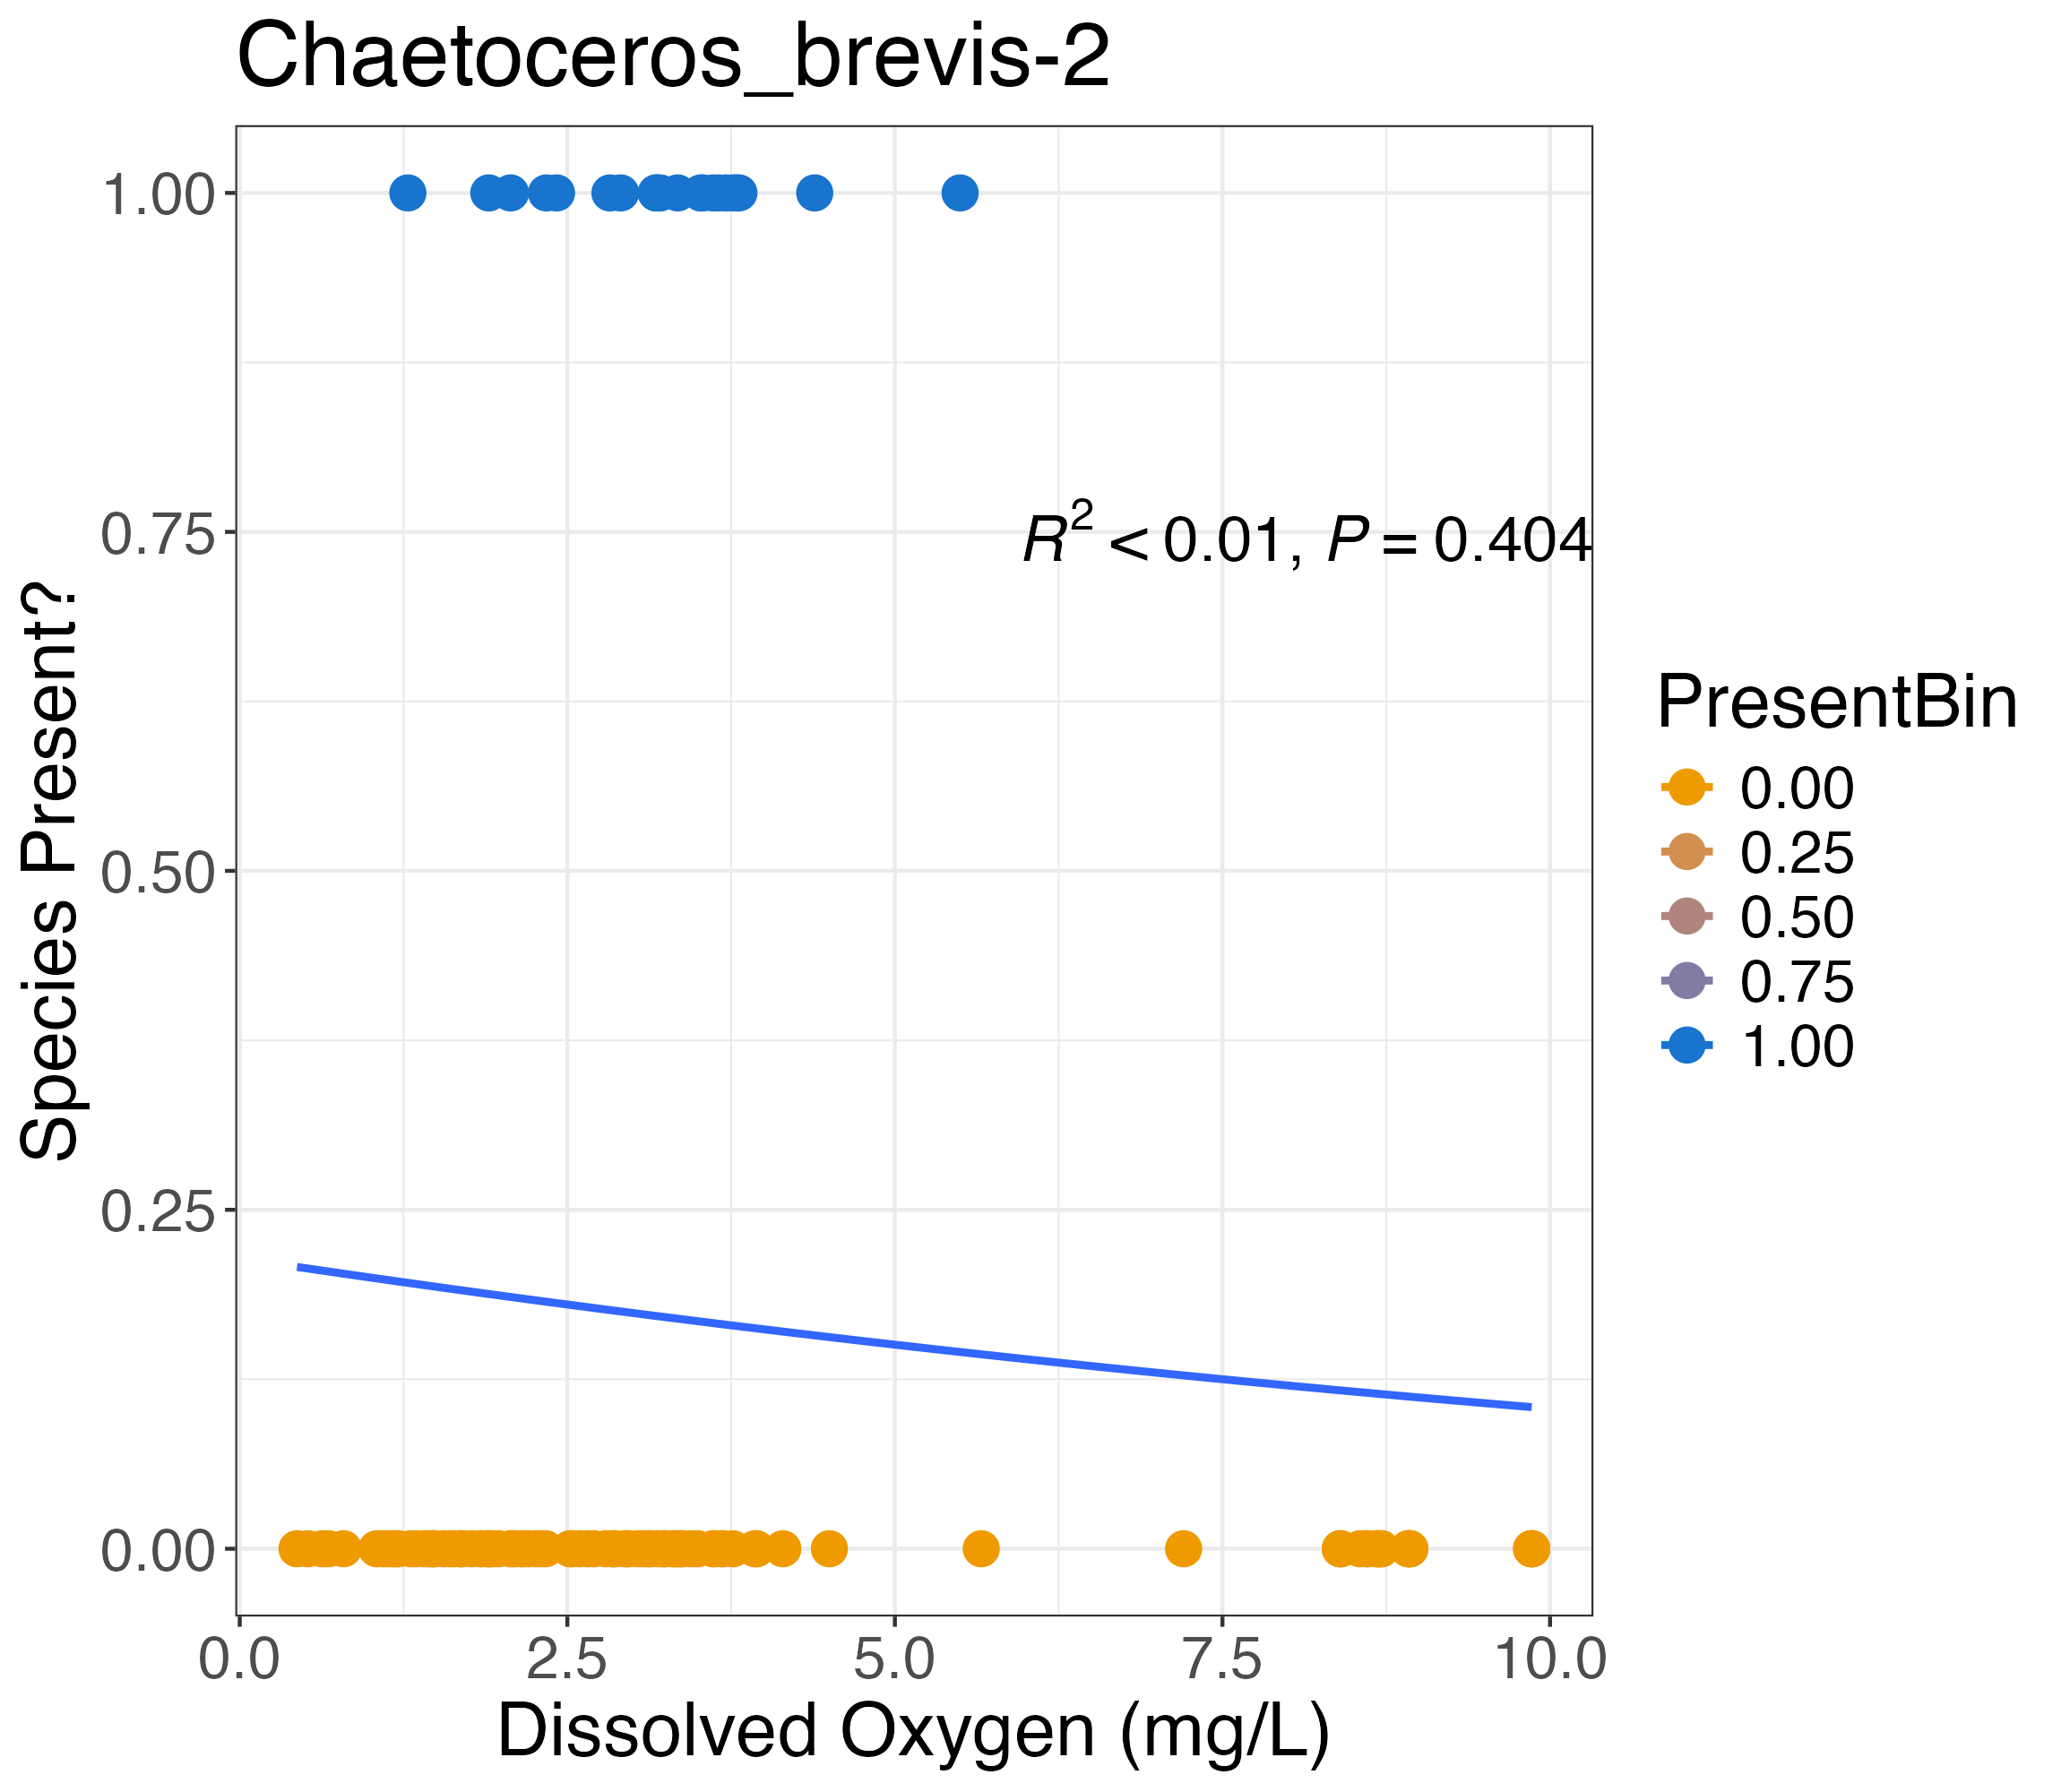 Chaetoceros_brevis-2
1.00
0.75
0.50
0.25
0.00
Species Present?
R² < 0.01, P = 0.404
0.0 2.5 5.0 7.5 10.0
Dissolved Oxygen (mg/L)
PresentBin
0.00
0.25
0.50
0.75
1.00